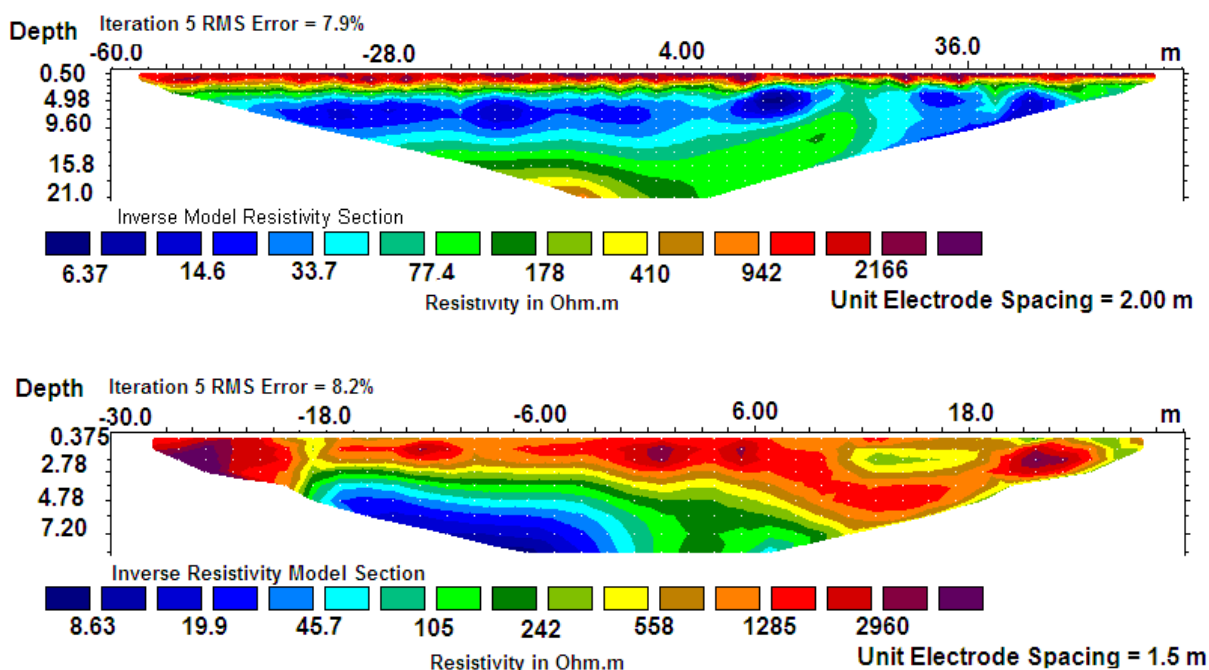 Depth Iteration 5 RMS Error = 7.9%
-60.0 -28.0 4.00 36.0 m
0.50
4.98
9.60
15.8
21.0
Inverse Model Resistivity Section
6.37 14.6 33.7 77.4 178 410 942 2166
Resistivity in Ohm.m Unit Electrode Spacing = 2.00 m
Depth Iteration 5 RMS Error = 8.2%
-30.0 -18.0 -6.00 6.00 18.0 m
0.375
2.78
4.78
7.20
Inverse Resistivity Model Section
8.63 19.9 45.7 105 242 558 1285 2960
Resistivity in Ohm.m Unit Electrode Spacing = 1.5 m